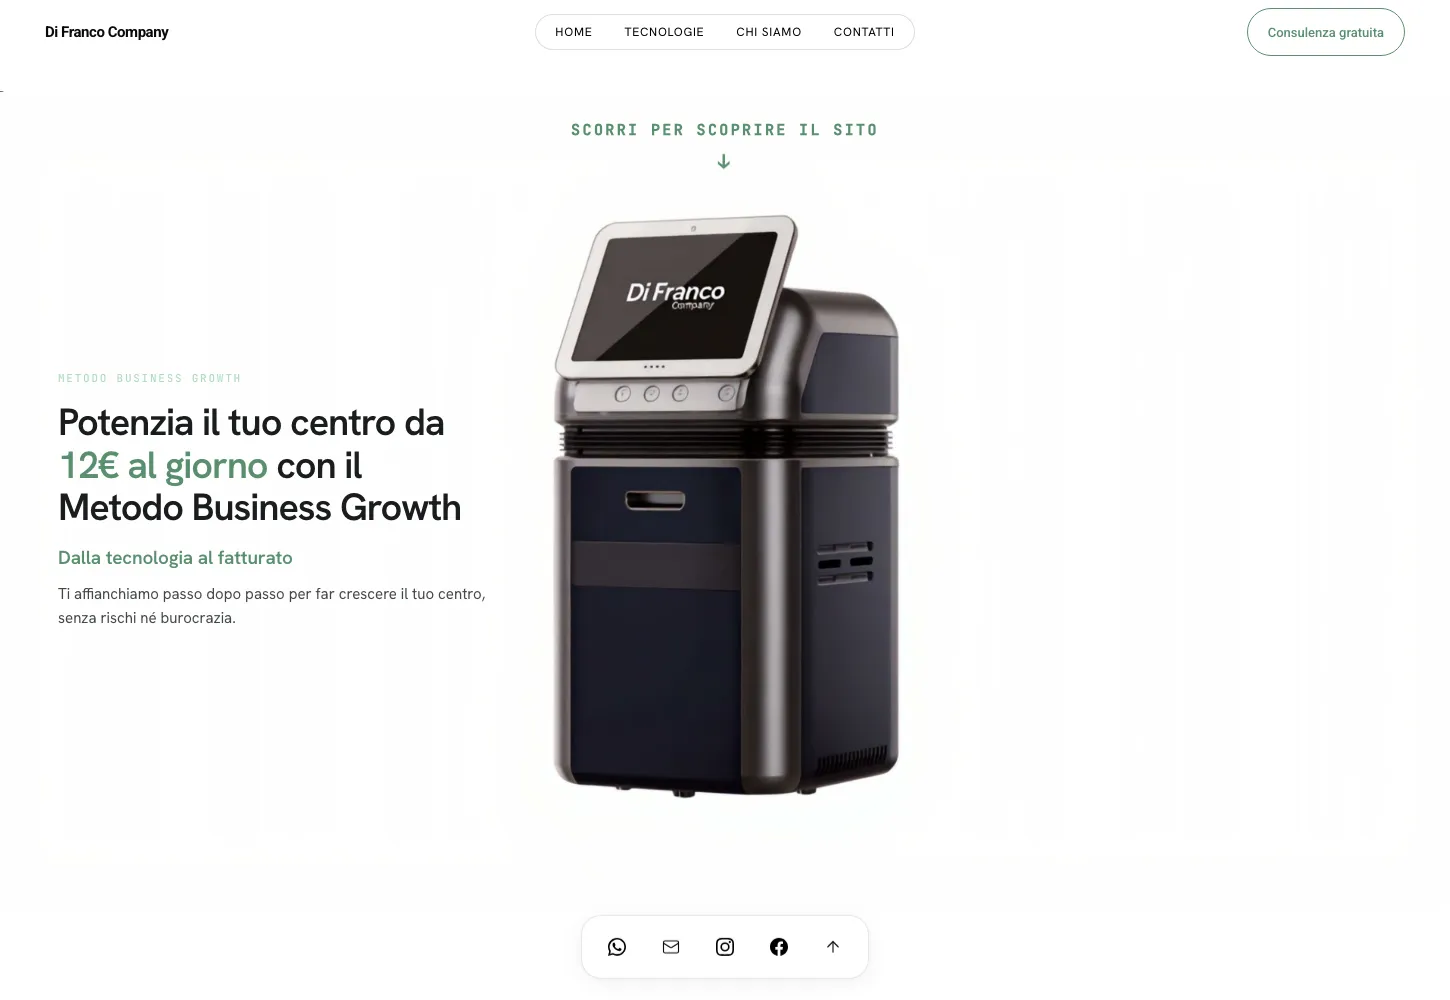 Di Franco Company
HOME
TECNOLOGIE
CHI SIAMO
CONTATTI
Consulenza gratuita
SCORRI PER SCOPRIRE IL SITO
Di Franco
Company
METODO BUSINESS GROWTH
Potenzia il tuo centro da
12€ al giorno con il
Metodo Business Growth
Dalla tecnologia al fatturato
Ti affianchiamo passo dopo passo per far crescere il tuo centro,
senza rischi né burocrazia.